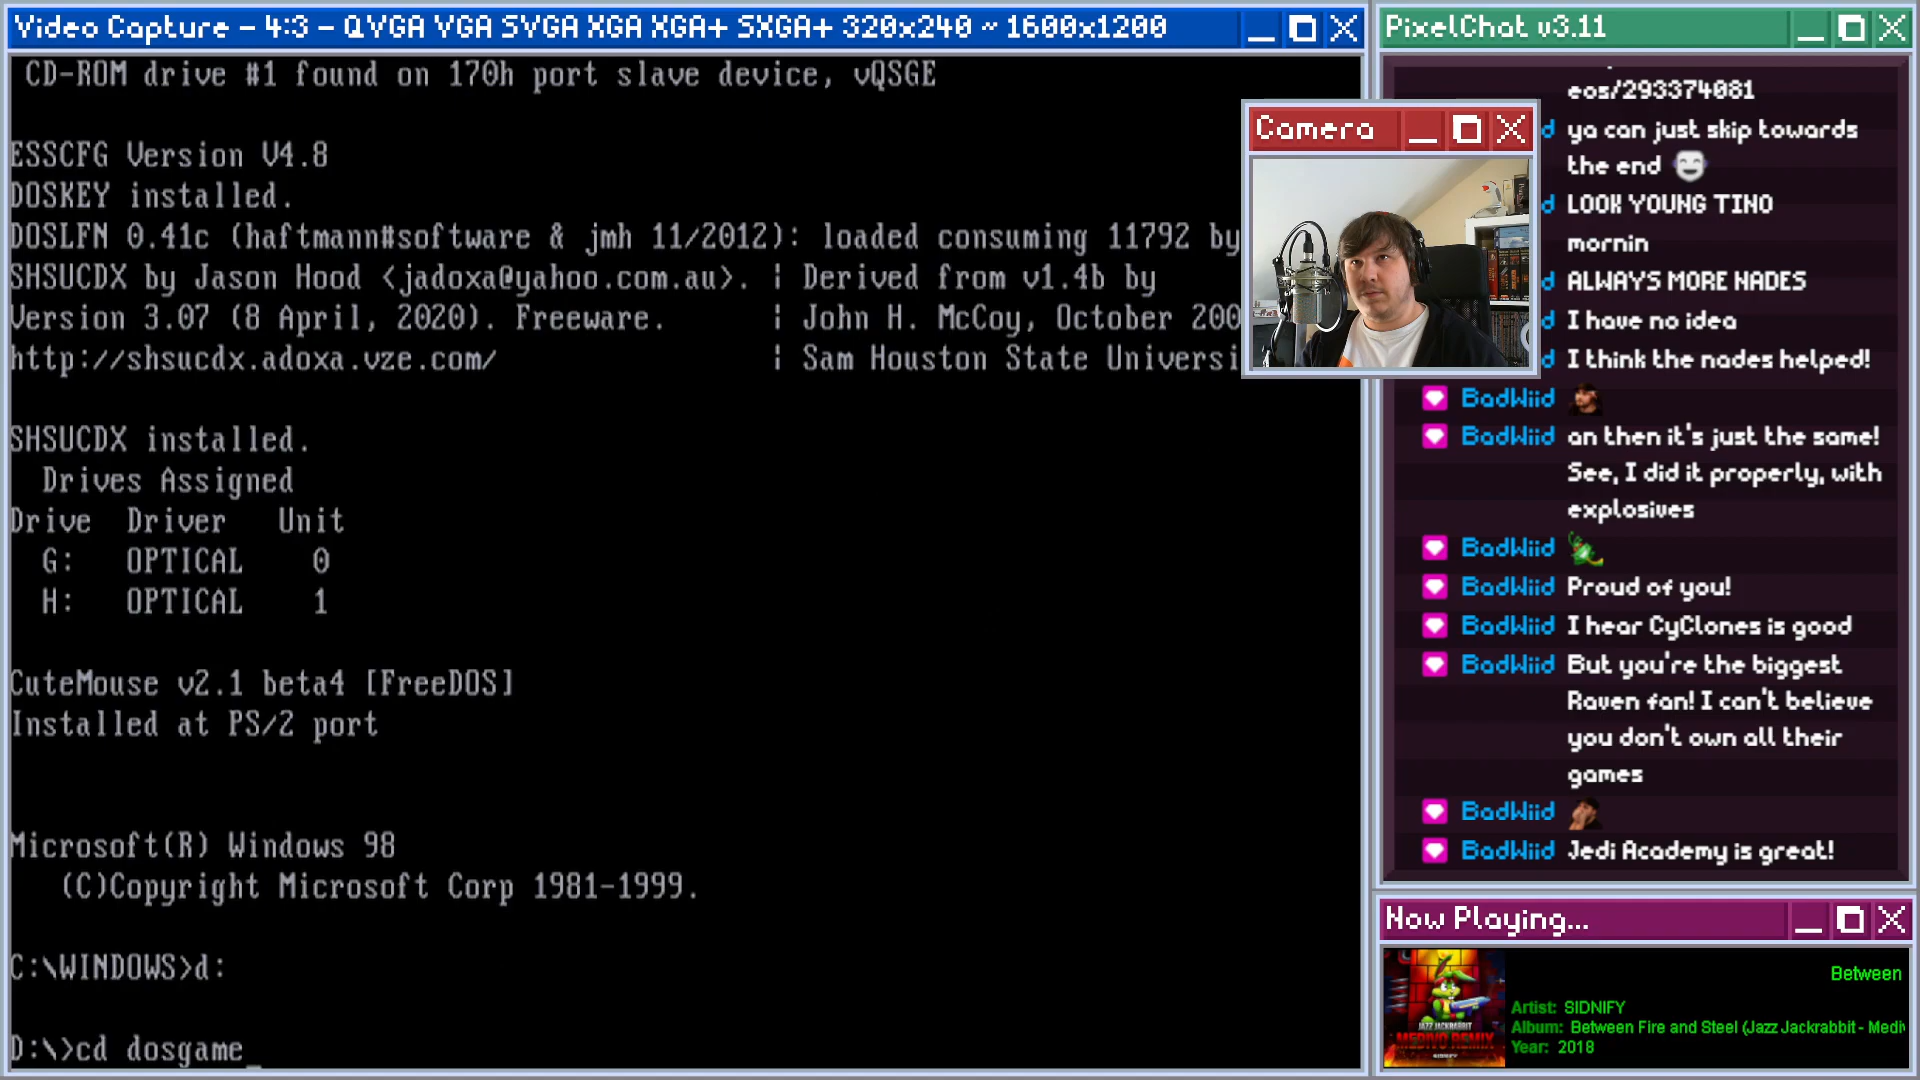 Video Capture - 4:3 - QVGA VGA SVGA XGA XGA+ SXGA+ 320x240 ~ 1600x1200
CD-ROM drive #1 found on 170h port slave device, vQSGE
ESSCFG Version V4.8
DOSKEY installed.
DOSLFN 0.41c (haftmann#software & jmh 11/2012): loaded consuming 11792 by
SHSUCDX by Jason Hood <jadoxa@yahoo.com.au>. | Derived from v1.4b by
Version 3.07 (8 April, 2020). Freeware. | John H. McCoy, October 200
http://shsucdx.adoxa.vze.com/ | Sam Houston State Universi
SHSUCDX installed.
Drives Assigned
Drive Driver Unit
G: OPTICAL 0
H: OPTICAL 1
CuteMouse v2.1 beta4 [FreeDOS]
Installed at PS/2 port
Microsoft(R) Windows 98
(C)Copyright Microsoft Corp 1981-1999.
C:\WINDOWS>d:
D:\>cd dosgame_
Camera
PixelChat v3.11
eos/293374081
d ya can just skip towards
the end
d LOOK YOUNG TINO
mornin
d ALWAYS MORE NADES
d I have no idea
d I think the nades helped!
BadWiid
BadWiid an then it's just the same!
See, I did it properly, with
explosives
BadWiid
BadWiid Proud of you!
BadWiid I hear CyClones is good
BadWiid But you're the biggest
Raven fan! I can't believe
you don't own all their
games
BadWiid
BadWiid Jedi Academy is great!
Now Playing...
JAZZ JACKRABBIT
MEDIVO REMIX
SIDNIFY
Between
Artist: SIDNIFY
Album: Between Fire and Steel (Jazz Jackrabbit - Mediv
Year: 2018